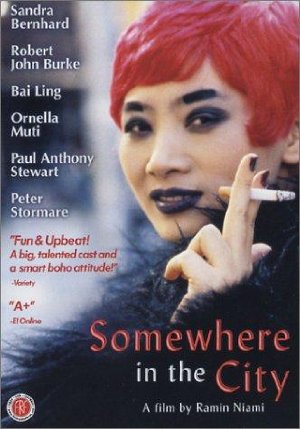 Sandra
Bernhard
Robert
John Burke
Bai Ling
Ornella
Muti
Paul Anthony
Stewart
Peter
Stormare
"Fun & Upbeat!
A big, talented cast and
a smart boho attitude!"
-Variety
"A+"
-E! Online
Somewhere
in the City
A film by Ramin Niami